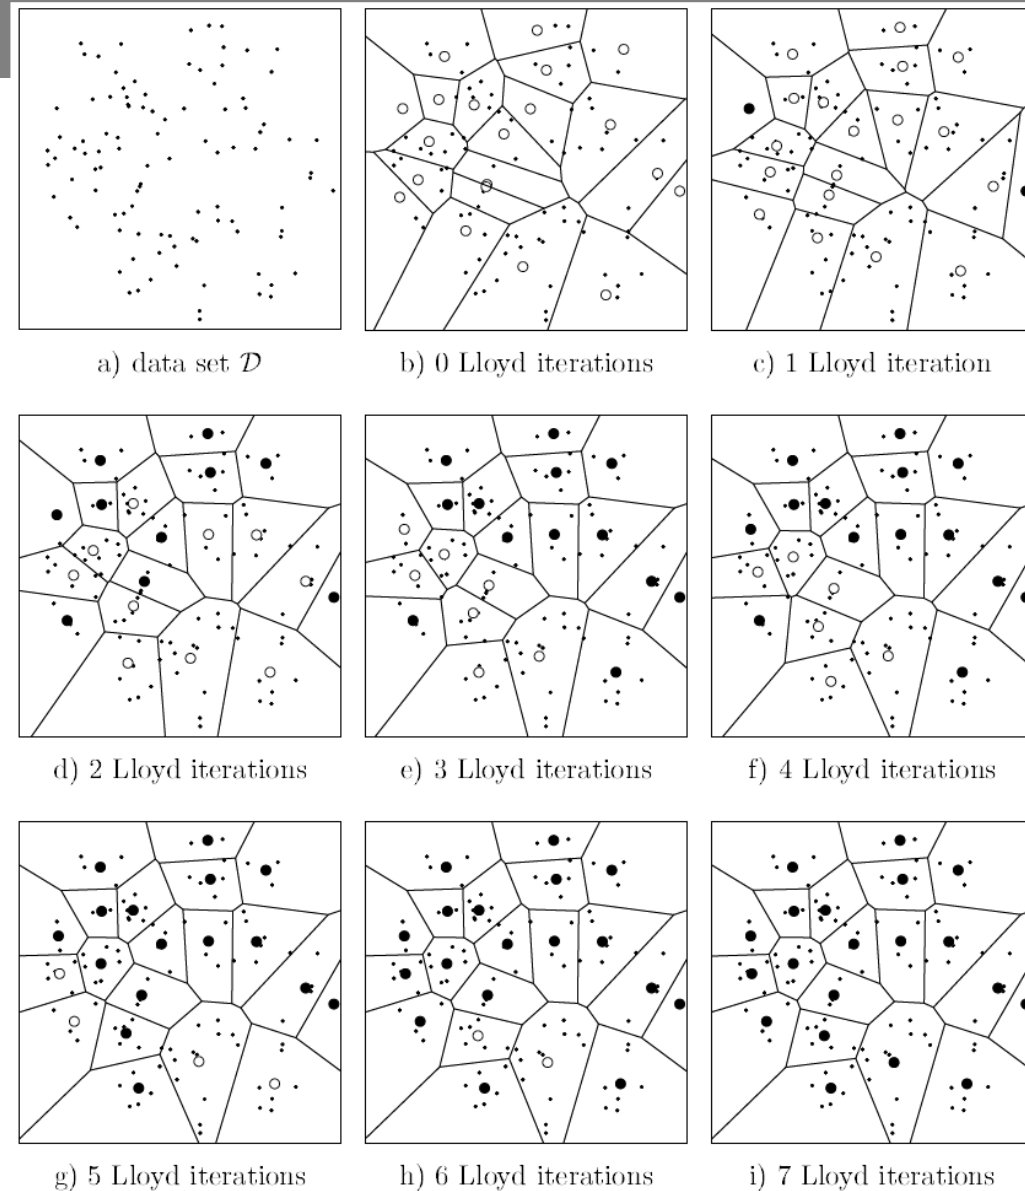 a) data set 𝒟
b) 0 Lloyd iterations
c) 1 Lloyd iteration
d) 2 Lloyd iterations
e) 3 Lloyd iterations
f) 4 Lloyd iterations
g) 5 Lloyd iterations
h) 6 Lloyd iterations
i) 7 Lloyd iterations